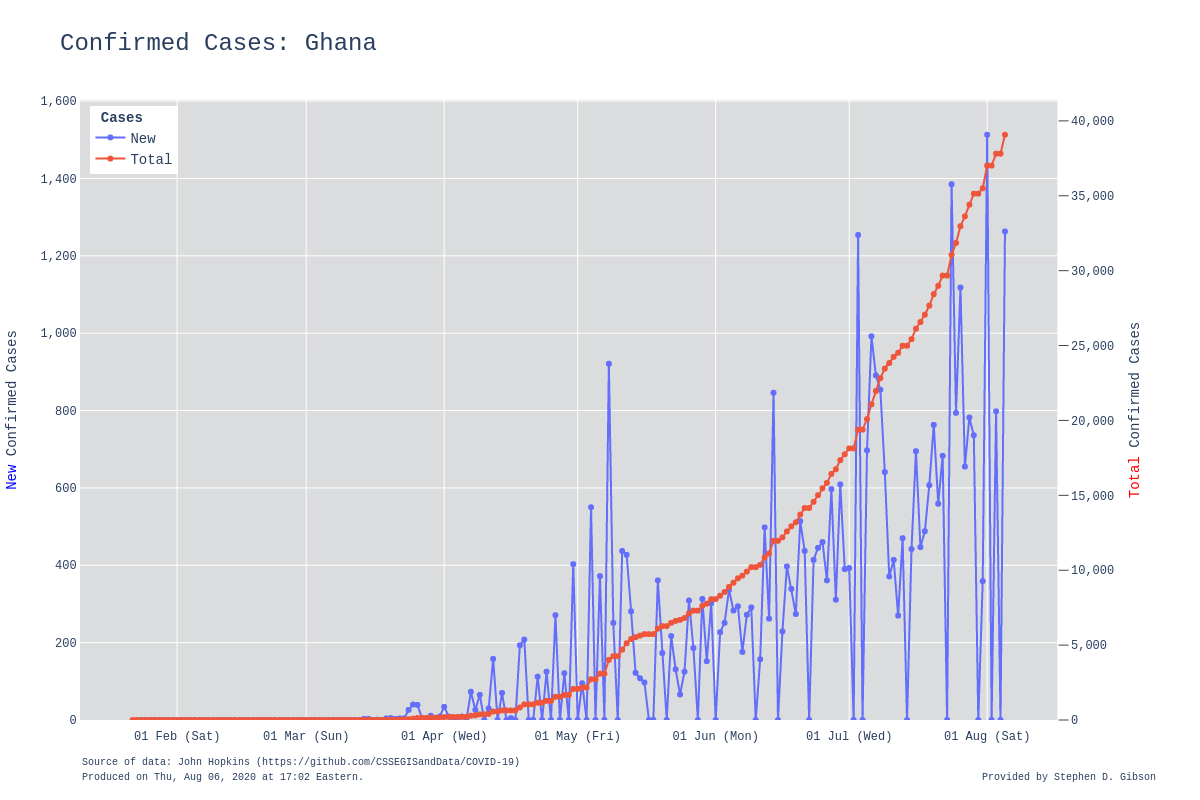 Confirmed Cases: Ghana
Cases
New
Total
1,600
1,400
1,200
1,000
800
600
400
200
0
40,000
35,000
30,000
25,000
20,000
15,000
10,000
5,000
0
New Confirmed Cases
Total Confirmed Cases
01 Feb (Sat) 01 Mar (Sun) 01 Apr (Wed) 01 May (Fri) 01 Jun (Mon) 01 Jul (Wed) 01 Aug (Sat)
Source of data: John Hopkins (https://github.com/CSSEGISandData/COVID-19)
Produced on Thu, Aug 06, 2020 at 17:02 Eastern.
Provided by Stephen D. Gibson